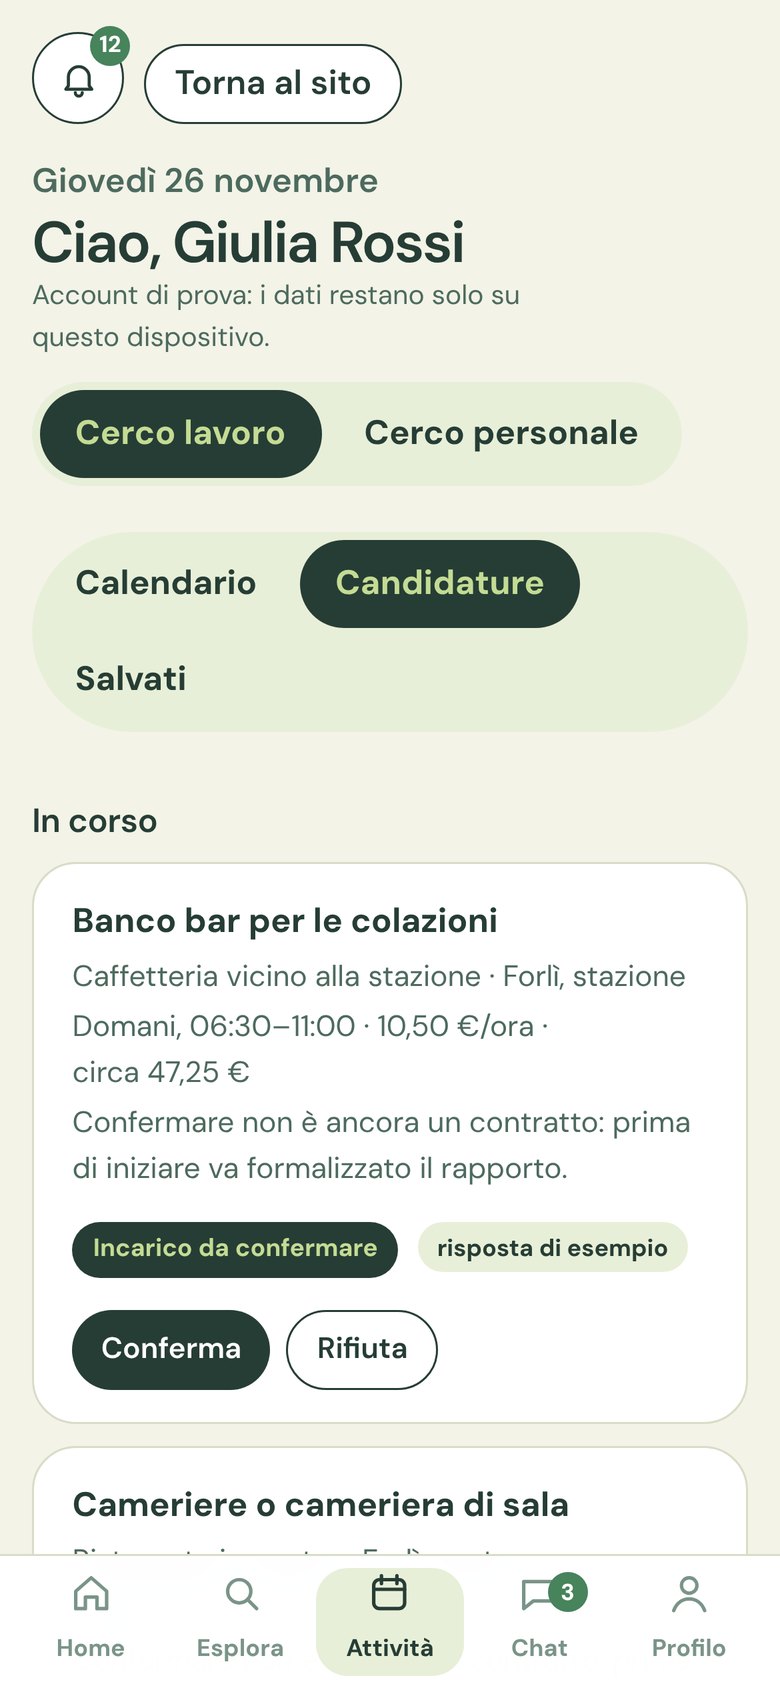 12
Torna al sito
Giovedì 26 novembre
Ciao, Giulia Rossi
Account di prova: i dati restano solo su
questo dispositivo.
Cerco lavoro
Cerco personale
Calendario
Candidature
Salvati
In corso
Banco bar per le colazioni
Caffetteria vicino alla stazione · Forlì, stazione
Domani, 06:30–11:00 · 10,50 €/ora ·
circa 47,25 €
Confermare non è ancora un contratto: prima
di iniziare va formalizzato il rapporto.
Incarico da confermare
risposta di esempio
Conferma
Rifiuta
Cameriere o cameriera di sala
Home
Esplora
Attività
3
Chat
Profilo